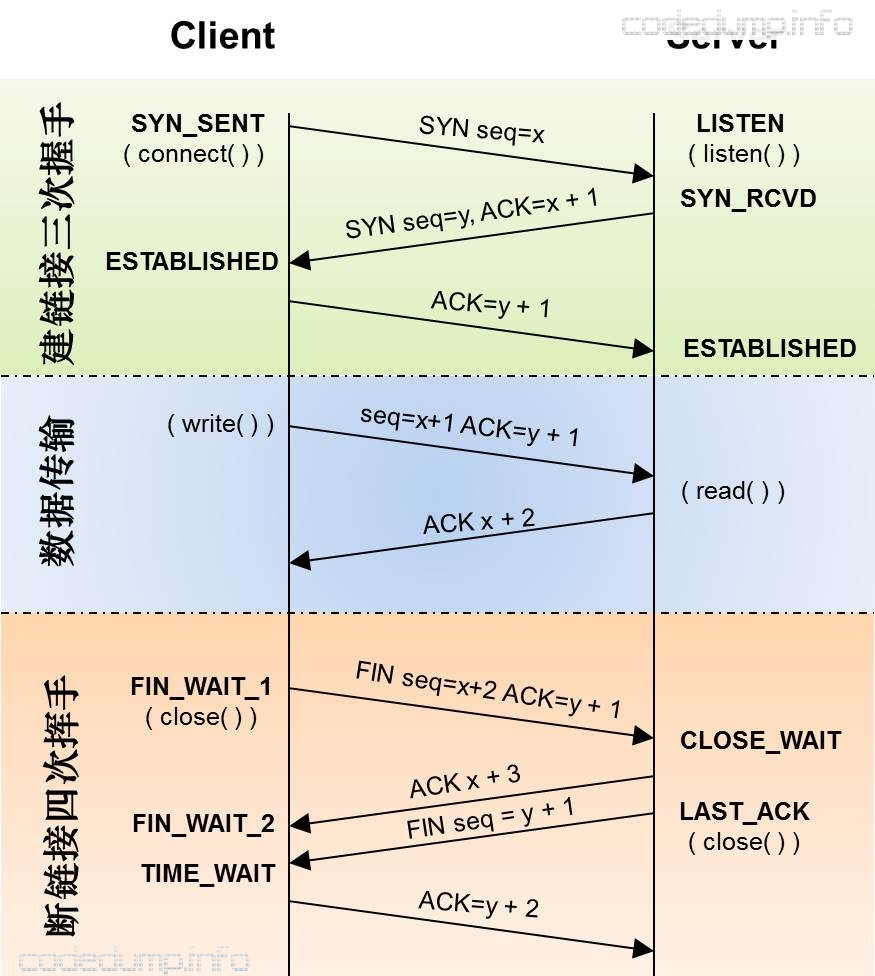 Client
codedump.info
Server
建链接三次握手
SYN_SENT
( connect( ) )
SYN seq=x
LISTEN
( listen( ) )
SYN_RCVD
SYN seq=y, ACK=x + 1
ESTABLISHED
ACK=y + 1
ESTABLISHED
数据传输
( write( ) )
seq=x+1 ACK=y + 1
( read( ) )
ACK x + 2
断链接四次挥手
FIN_WAIT_1
( close( ) )
FIN seq=x+2 ACK=y + 1
CLOSE_WAIT
ACK x + 3
FIN_WAIT_2
FIN seq = y + 1
LAST_ACK
( close( ) )
TIME_WAIT
ACK=y + 2
codedump.info